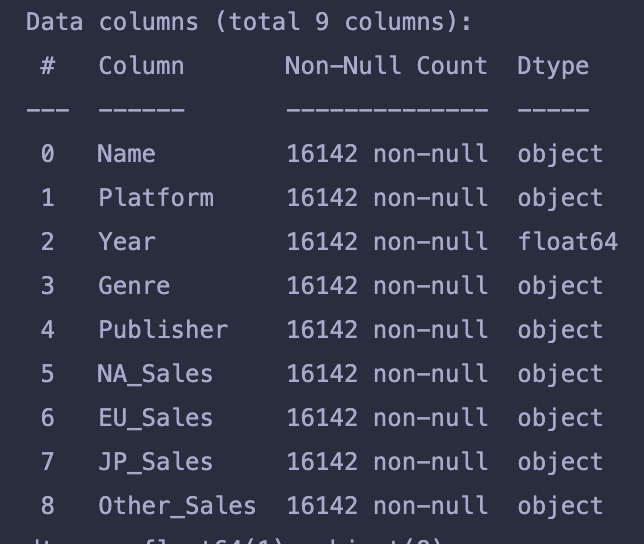 Data columns (total 9 columns):
 #   Column        Non-Null Count  Dtype
---  ------        --------------  -----
 0   Name          16142 non-null  object
 1   Platform      16142 non-null  object
 2   Year          16142 non-null  float64
 3   Genre         16142 non-null  object
 4   Publisher     16142 non-null  object
 5   NA_Sales      16142 non-null  object
 6   EU_Sales      16142 non-null  object
 7   JP_Sales      16142 non-null  object
 8   Other_Sales   16142 non-null  object